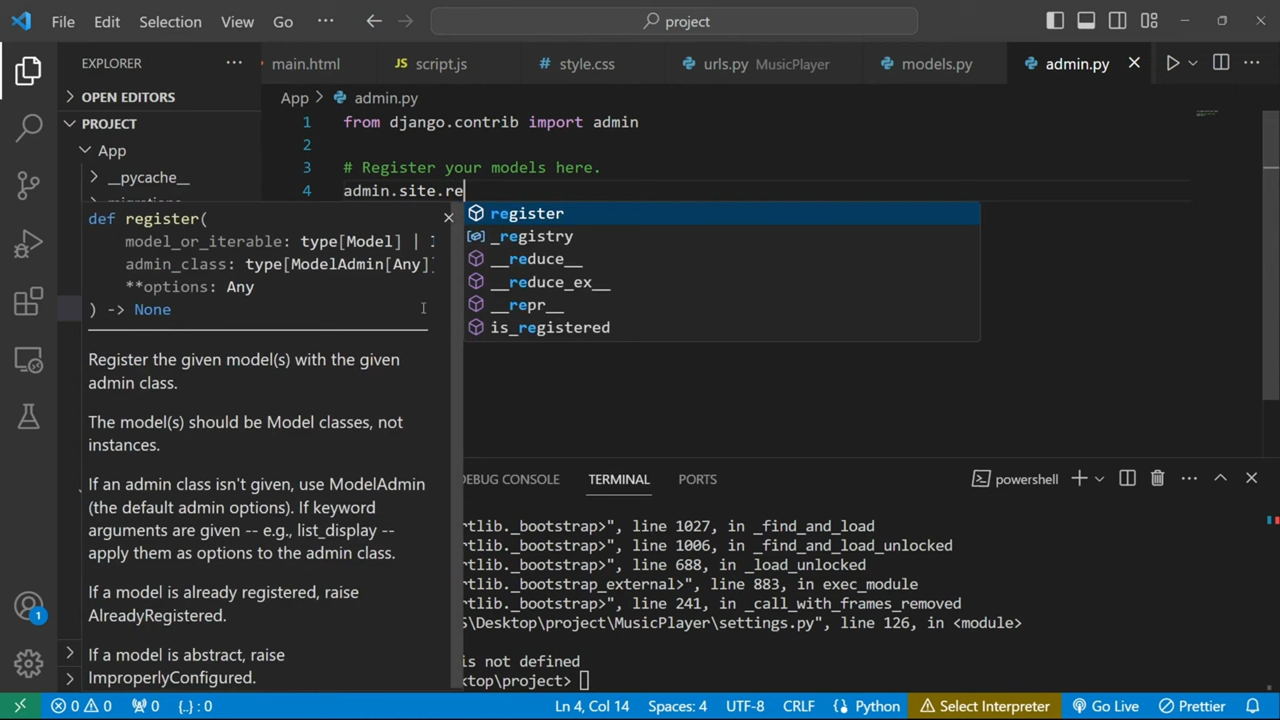 File Edit Selection View Go ··· project
EXPLORER ···
main.html
JS script.js
# style.css
urls.py MusicPlayer
models.py
admin.py
OPEN EDITORS
App > admin.py
PROJECT
1 from django.contrib import admin
App
2
__pycache__
3 # Register your models here.
4 admin.site.re
def register(
model_or_iterable: type[Model] |
admin_class: type[ModelAdmin[Any]]
**options: Any
) -> None
Register the given model(s) with the given
admin class.
The model(s) should be Model classes, not
instances.
If an admin class isn't given, use ModelAdmin
(the default admin options). If keyword
arguments are given -- e.g., list_display --
apply them as options to the admin class.
If a model is already registered, raise
AlreadyRegistered.
If a model is abstract, raise
ImproperlyConfigured.
register
_registry
__reduce__
__reduce_ex__
__repr__
is_registered
DEBUG CONSOLE TERMINAL PORTS powershell
ortlib._bootstrap>", line 1027, in _find_and_load
ortlib._bootstrap>", line 1006, in _find_and_load_unlocked
ortlib._bootstrap>", line 688, in _load_unlocked
ortlib._bootstrap_external>", line 883, in exec_module
ortlib._bootstrap>", line 241, in _call_with_frames_removed
S\Desktop\project\MusicPlayer\settings.py", line 126, in <module>
is not defined
ktop\project>
1
0 0 0 {..} : 0 Ln 4, Col 14 Spaces: 4 UTF-8 CRLF Python Select Interpreter Go Live Prettier